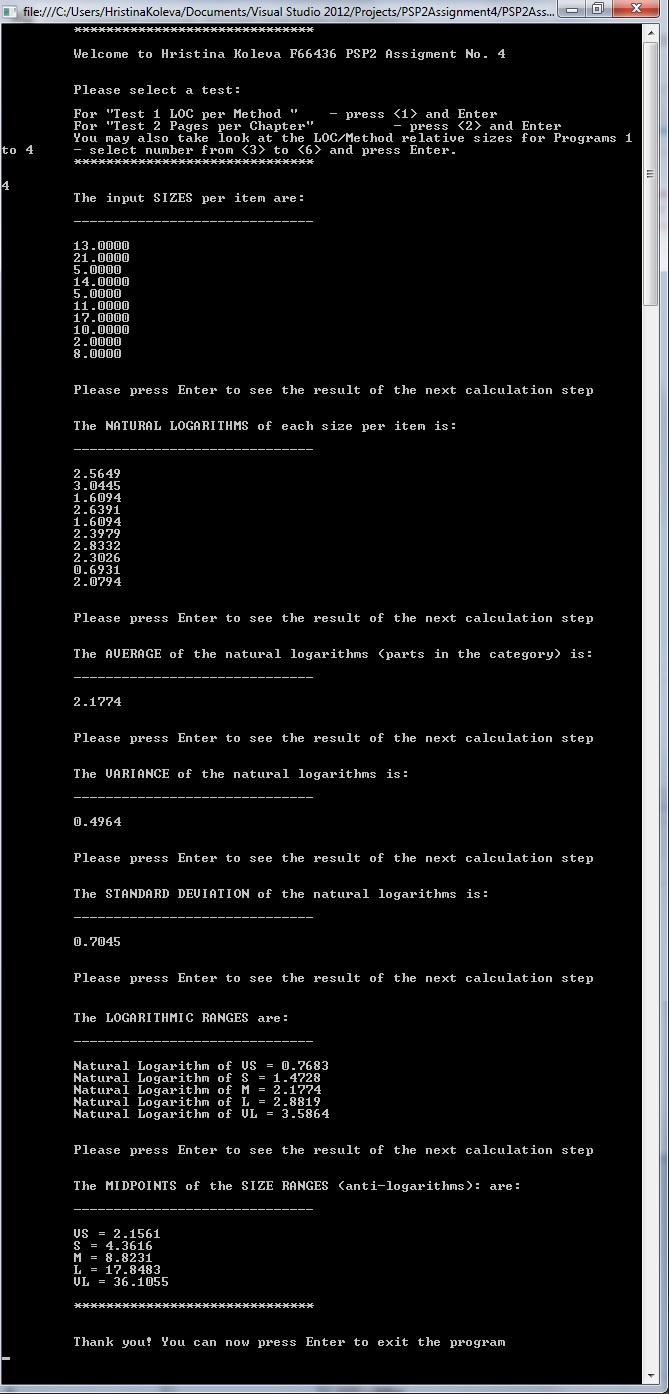 file:///C:/Users/HristinaKoleva/Documents/Visual Studio 2012/Projects/PSP2Assignment4/PSP2Ass...
******************************
Welcome to Hristina Koleva F66436 PSP2 Assigment No. 4
Please select a test:
For "Test 1 LOC per Method " - press <1> and Enter
For "Test 2 Pages per Chapter" - press <2> and Enter
You may also take look at the LOC/Method relative sizes for Programs 1
to 4 - select number from <3> to <6> and press Enter.
******************************
4
The input SIZES per item are:
------------------------------
13.0000
21.0000
5.0000
14.0000
5.0000
11.0000
17.0000
10.0000
2.0000
8.0000
Please press Enter to see the result of the next calculation step
The NATURAL LOGARITHMS of each size per item is:
------------------------------
2.5649
3.0445
1.6094
2.6391
1.6094
2.3979
2.8332
2.3026
0.6931
2.0794
Please press Enter to see the result of the next calculation step
The AVERAGE of the natural logarithms (parts in the category) is:
------------------------------
2.1774
Please press Enter to see the result of the next calculation step
The VARIANCE of the natural logarithms is:
------------------------------
0.4964
Please press Enter to see the result of the next calculation step
The STANDARD DEVIATION of the natural logarithms is:
------------------------------
0.7045
Please press Enter to see the result of the next calculation step
The LOGARITHMIC RANGES are:
------------------------------
Natural Logarithm of VS = 0.7683
Natural Logarithm of S = 1.4728
Natural Logarithm of M = 2.1774
Natural Logarithm of L = 2.8819
Natural Logarithm of VL = 3.5864
Please press Enter to see the result of the next calculation step
The MIDPOINTS of the SIZE RANGES (anti-logarithms): are:
------------------------------
VS = 2.1561
S = 4.3616
M = 8.8231
L = 17.8483
VL = 36.1055
******************************
Thank you! You can now press Enter to exit the program